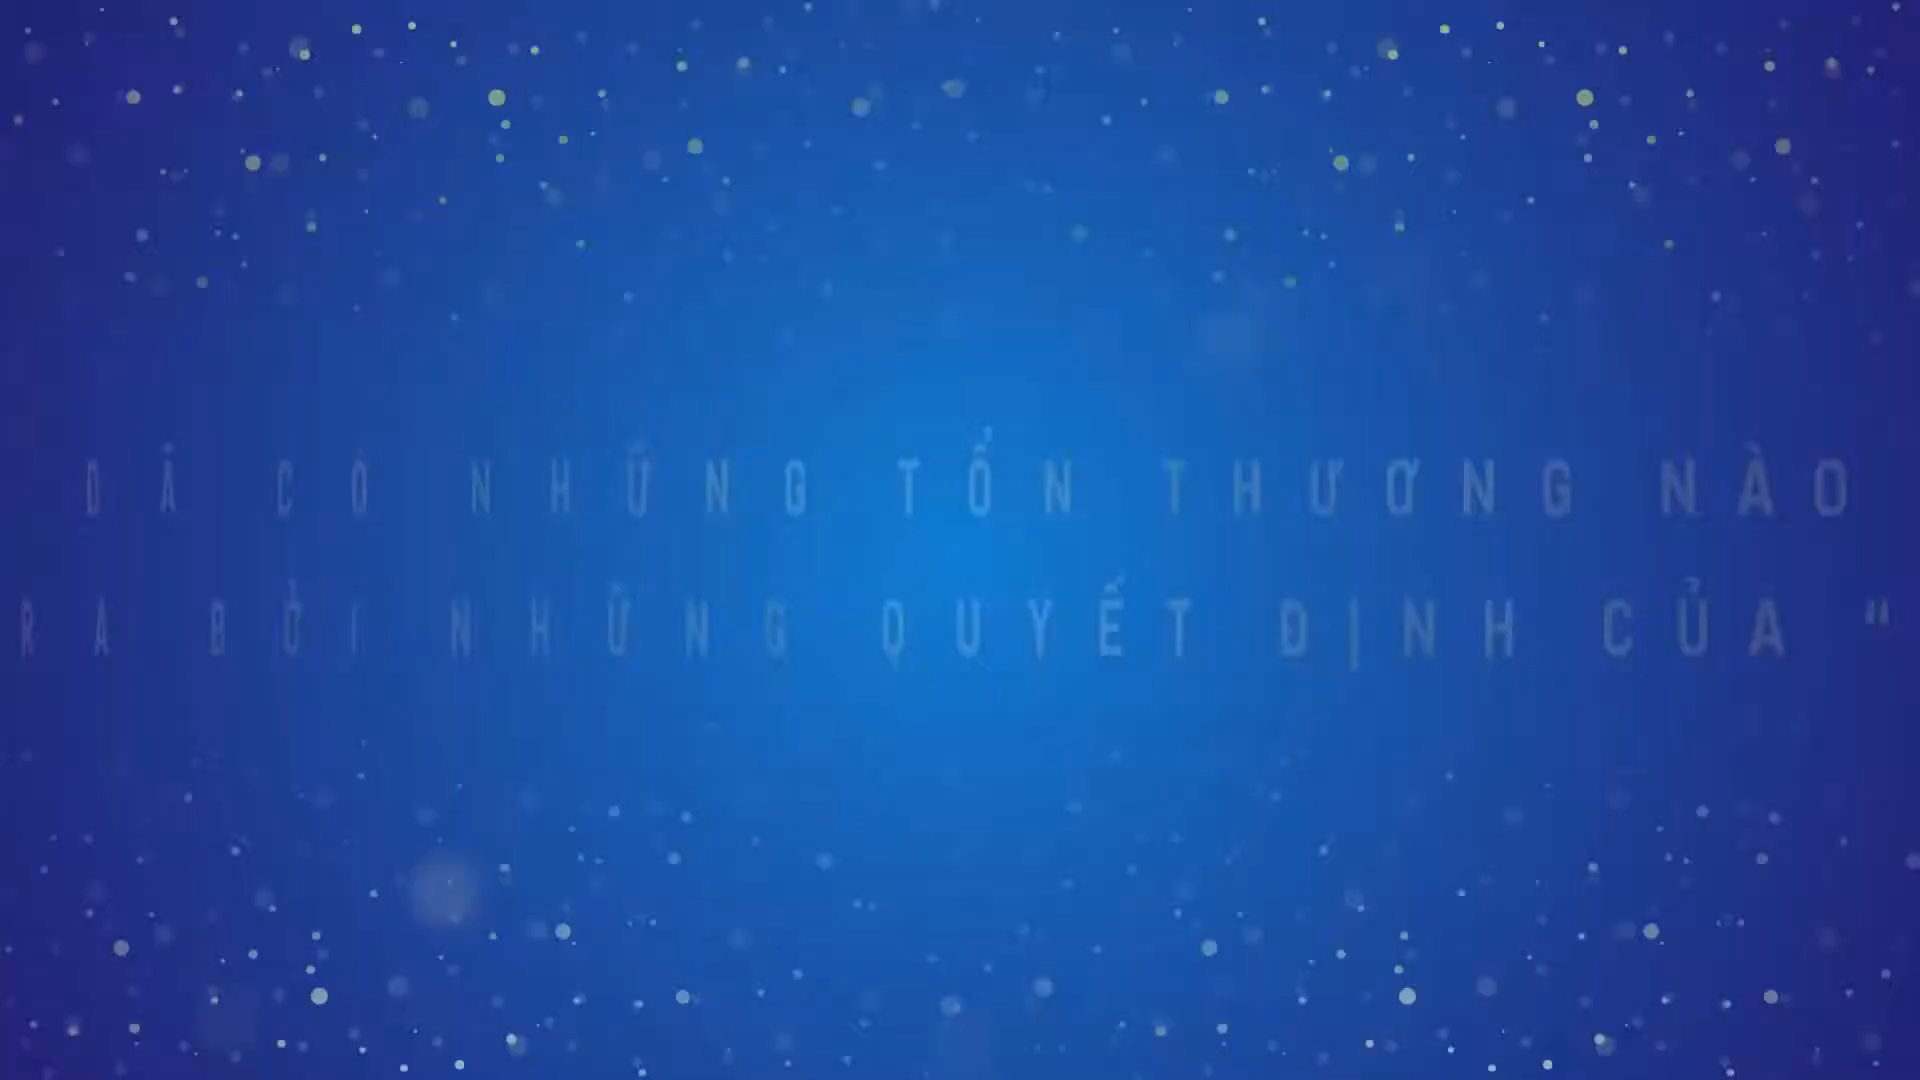 ĐÃ CÓ NHỮNG TỔN THƯƠNG NÀO
RA BỞI NHỮNG QUYẾT ĐỊNH CỦA "